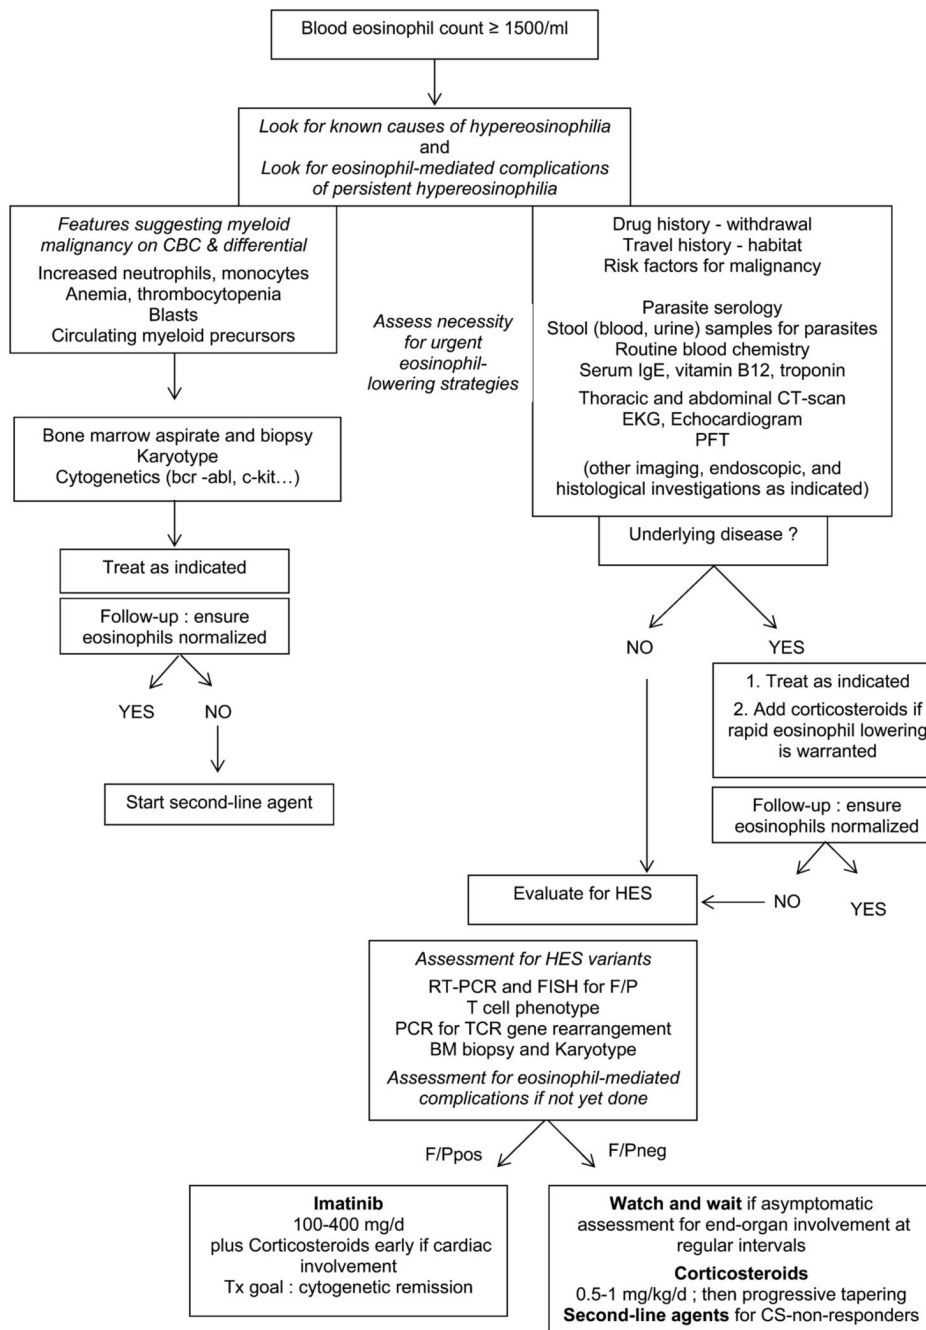 Blood eosinophil count ≥ 1500/ml
Look for known causes of hypereosinophilia
and
Look for eosinophil-mediated complications
of persistent hypereosinophilia
Features suggesting myeloid
malignancy on CBC & differential
Increased neutrophils, monocytes
Anemia, thrombocytopenia
Blasts
Circulating myeloid precursors
Assess necessity
for urgent
eosinophil-
lowering strategies
Drug history - withdrawal
Travel history - habitat
Risk factors for malignancy
Parasite serology
Stool (blood, urine) samples for parasites
Routine blood chemistry
Serum IgE, vitamin B12, troponin
Thoracic and abdominal CT-scan
EKG, Echocardiogram
PFT
(other imaging, endoscopic, and
histological investigations as indicated)
Bone marrow aspirate and biopsy
Karyotype
Cytogenetics (bcr -abl, c-kit…)
Treat as indicated
Follow-up : ensure
eosinophils normalized
YES
NO
Start second-line agent
Underlying disease ?
NO
YES
1. Treat as indicated
2. Add corticosteroids if
rapid eosinophil lowering
is warranted
Follow-up : ensure
eosinophils normalized
NO
YES
Evaluate for HES
Assessment for HES variants
RT-PCR and FISH for F/P
T cell phenotype
PCR for TCR gene rearrangement
BM biopsy and Karyotype
Assessment for eosinophil-mediated
complications if not yet done
F/Ppos
F/Pneg
Imatinib
100-400 mg/d
plus Corticosteroids early if cardiac
involvement
Tx goal : cytogenetic remission
Watch and wait if asymptomatic
assessment for end-organ involvement at
regular intervals
Corticosteroids
0.5-1 mg/kg/d ; then progressive tapering
Second-line agents for CS-non-responders